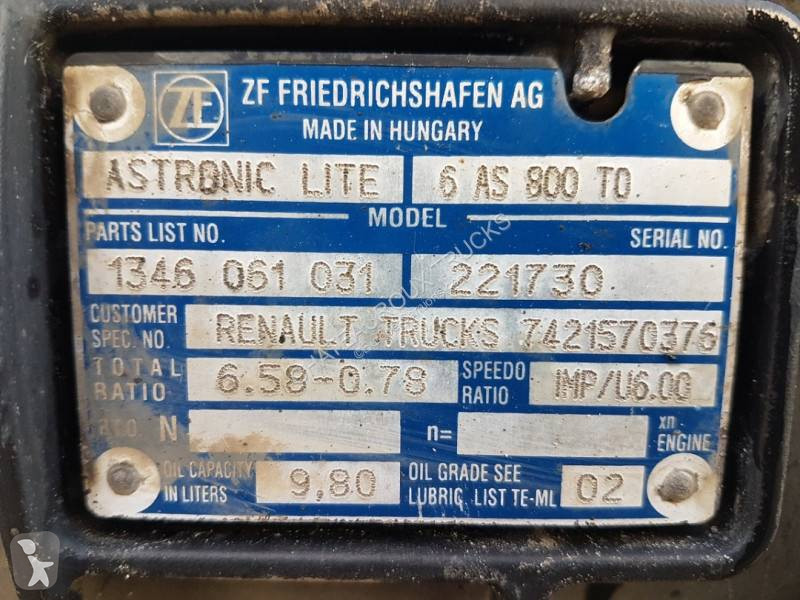 ZF
ZF FRIEDRICHSHAFEN AG
MADE IN HUNGARY
ASTRONIC LITE 6 AS 800 TO
MODEL
PARTS LIST NO. SERIAL NO.
1346 061 031 221730
CUSTOMER SPEC. NO. RENAULT TRUCKS 7421570376
TOTAL RATIO 6.58-0.78 SPEEDO RATIO IMP/U6.00
P.T.O. N n= xn ENGINE
OIL CAPACITY IN LITERS 9,80 OIL GRADE SEE LUBRIC. LIST TE-ML 02